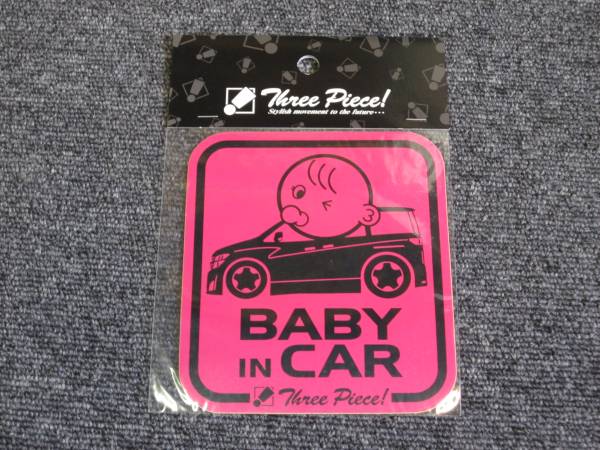 Three Piece!
Stylish movement to the future・・・
BABY
IN CAR
Three Piece!